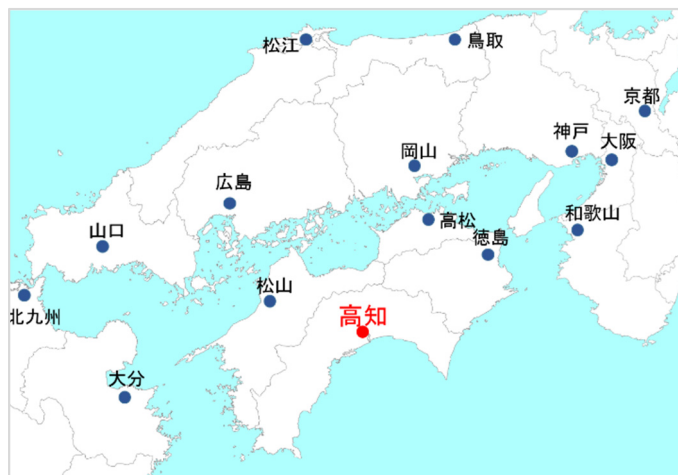 松江
鳥取
京都
神戸
大阪
岡山
広島
高松
和歌山
山口
徳島
松山
北九州
高知
大分